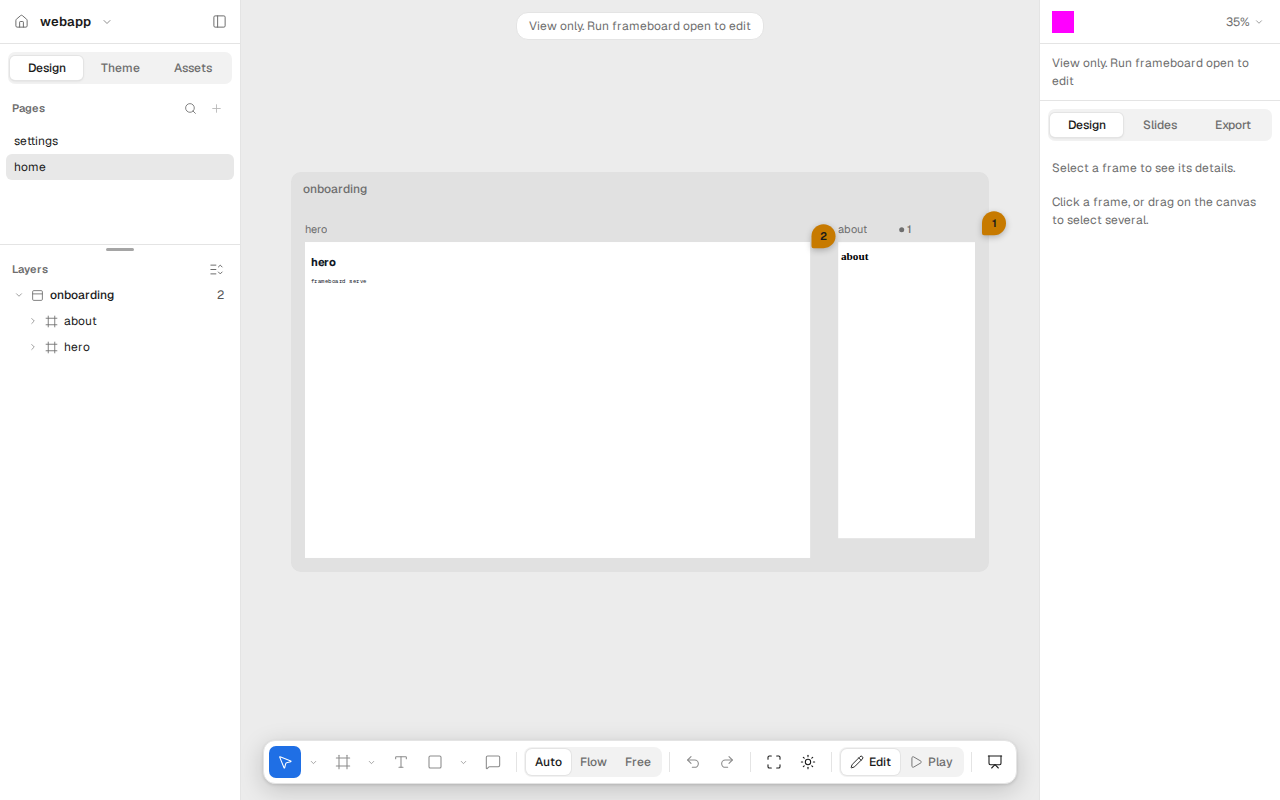 webapp
Design
Theme
Assets
Pages
settings
home
Layers
onboarding
2
about
hero
View only. Run frameboard open to edit
onboarding
hero
2
about
1
1
hero
frameboard serve
about
Auto
Flow
Free
Edit
Play
35%
View only. Run frameboard open to
edit
Design
Slides
Export
Select a frame to see its details.
Click a frame, or drag on the canvas
to select several.